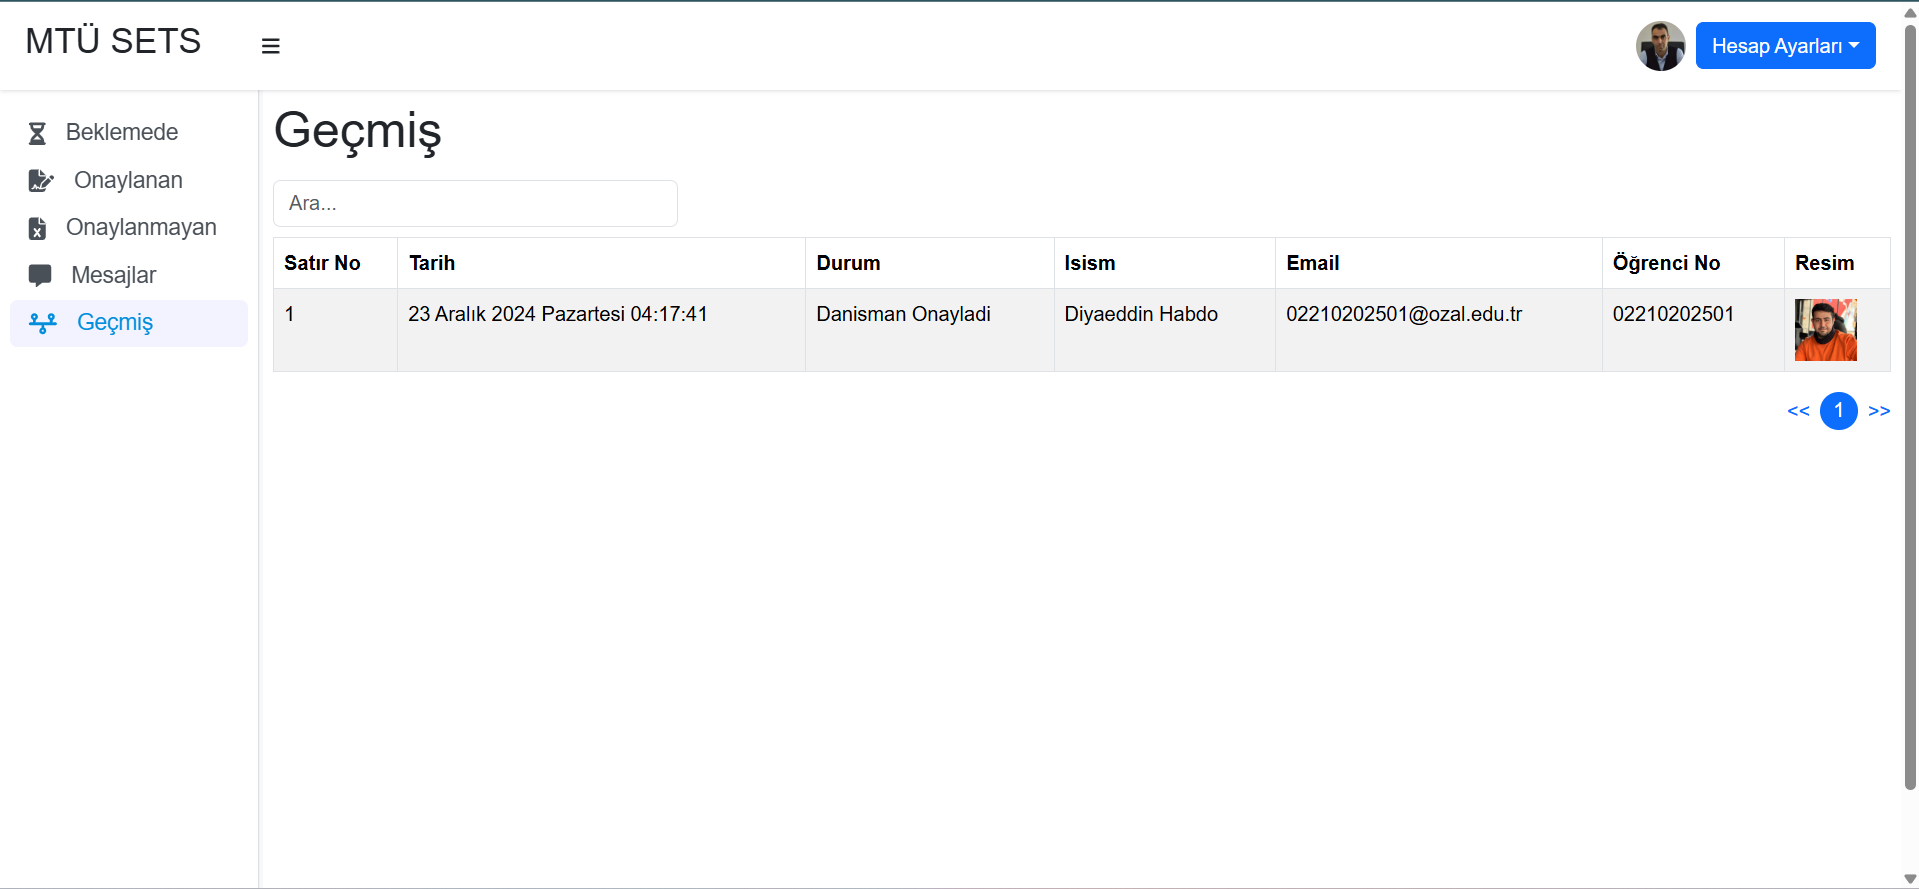 MTÜ SETS
Hesap Ayarları
Beklemede
Onaylanan
Onaylanmayan
Mesajlar
Geçmiş
Geçmiş
Ara...
Satır No Tarih Durum Isism Email Öğrenci No Resim
1 23 Aralık 2024 Pazartesi 04:17:41 Danisman Onayladi Diyaeddin Habdo 02210202501@ozal.edu.tr 02210202501
<< 1 >>